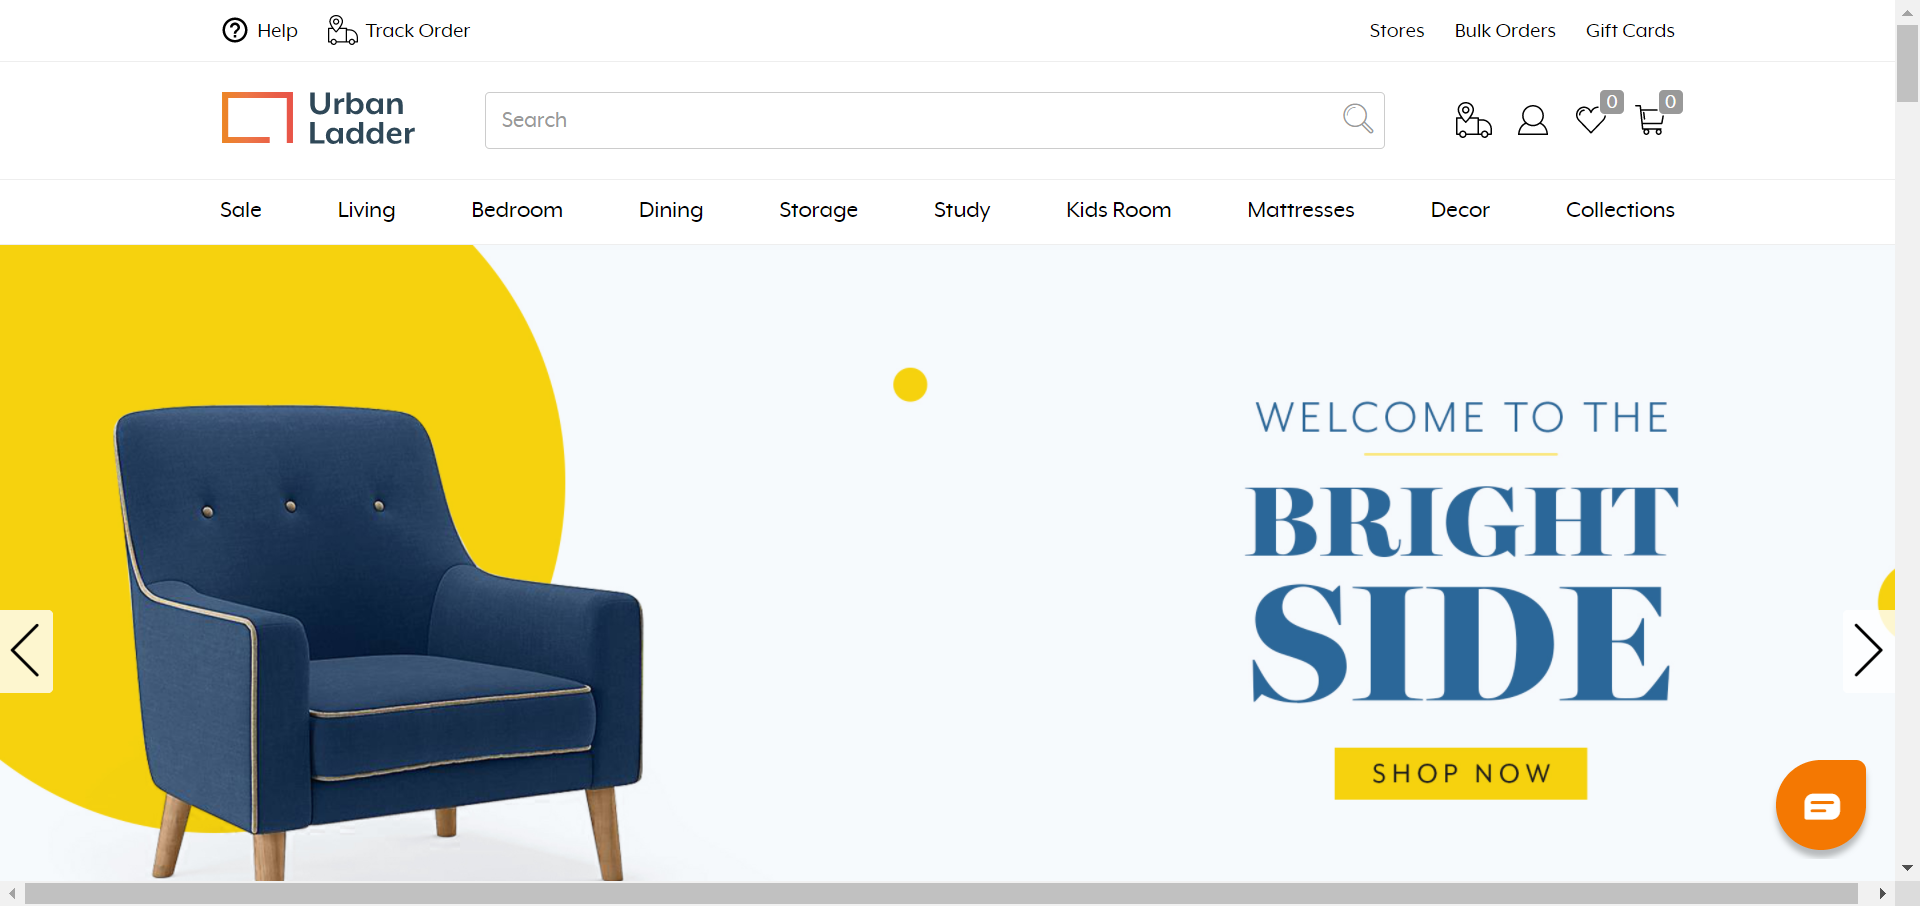 Help
Track Order
Stores
Bulk Orders
Gift Cards
Urban
Ladder
Search
0
0
Sale
Living
Bedroom
Dining
Storage
Study
Kids Room
Mattresses
Decor
Collections
WELCOME TO THE
BRIGHT
SIDE
SHOP NOW